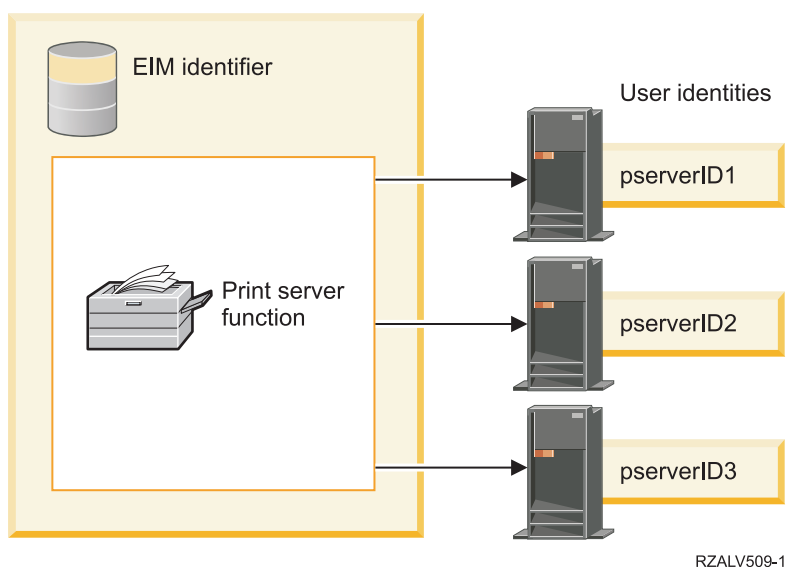 EIM identifier
User identities
pserverID1
Print server
function
pserverID2
pserverID3
RZALV509-1